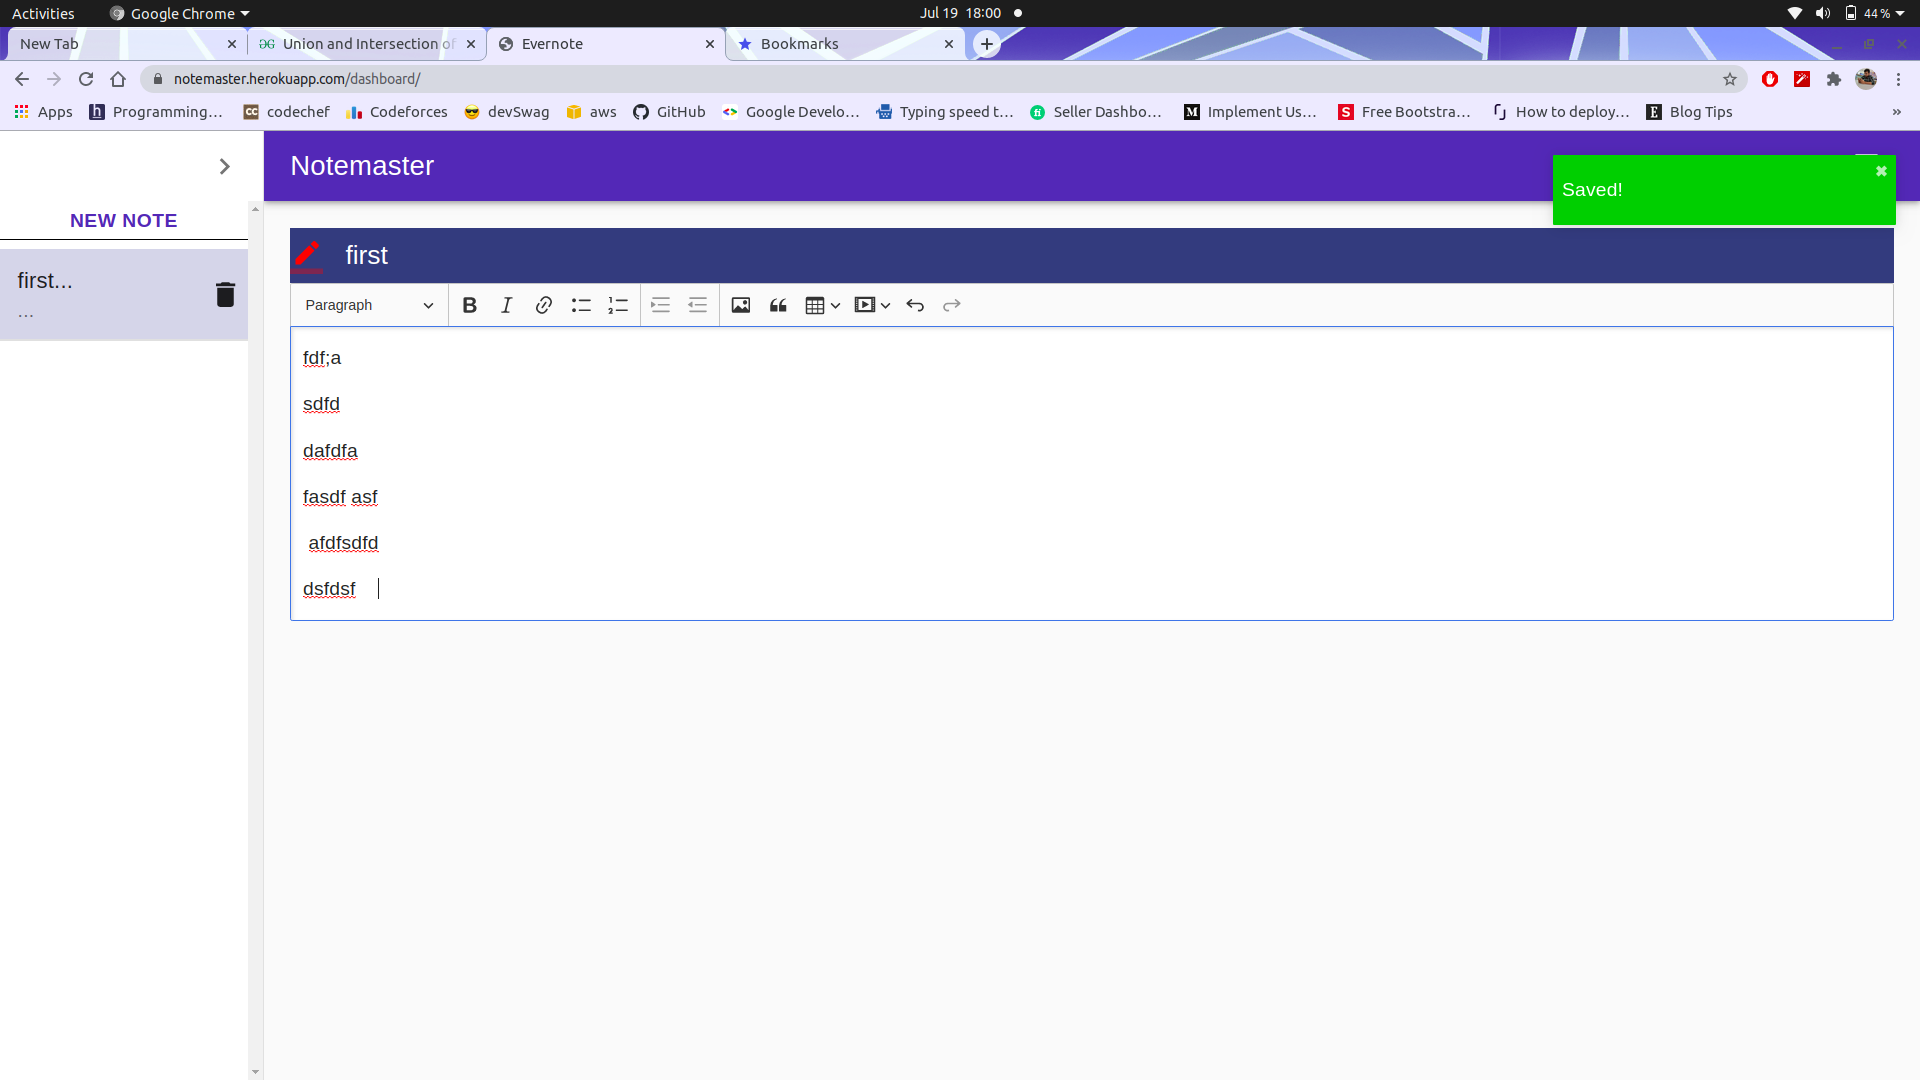 Activities Google Chrome Jul 19 18:00 44%
New Tab Union and Intersection of Evernote Bookmarks
notemaster.herokuapp.com/dashboard/
Apps Programming… codechef Codeforces devSwag aws GitHub Google Develo… Typing speed t… Seller Dashbo… Implement Us… Free Bootstra… How to deploy… Blog Tips »
Notemaster
Saved!
NEW NOTE
first...
...
first
Paragraph
fdf;a
sdfd
dafdfa
fasdf asf
afdfsdfd
dsfdsf